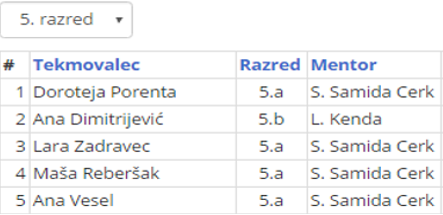 5. razred
# Tekmovalec Razred Mentor
1 Doroteja Porenta 5.a S. Samida Cerk
2 Ana Dimitrijević 5.b L. Kenda
3 Lara Zadravec 5.a S. Samida Cerk
4 Maša Reberšak 5.a S. Samida Cerk
5 Ana Vesel 5.a S. Samida Cerk